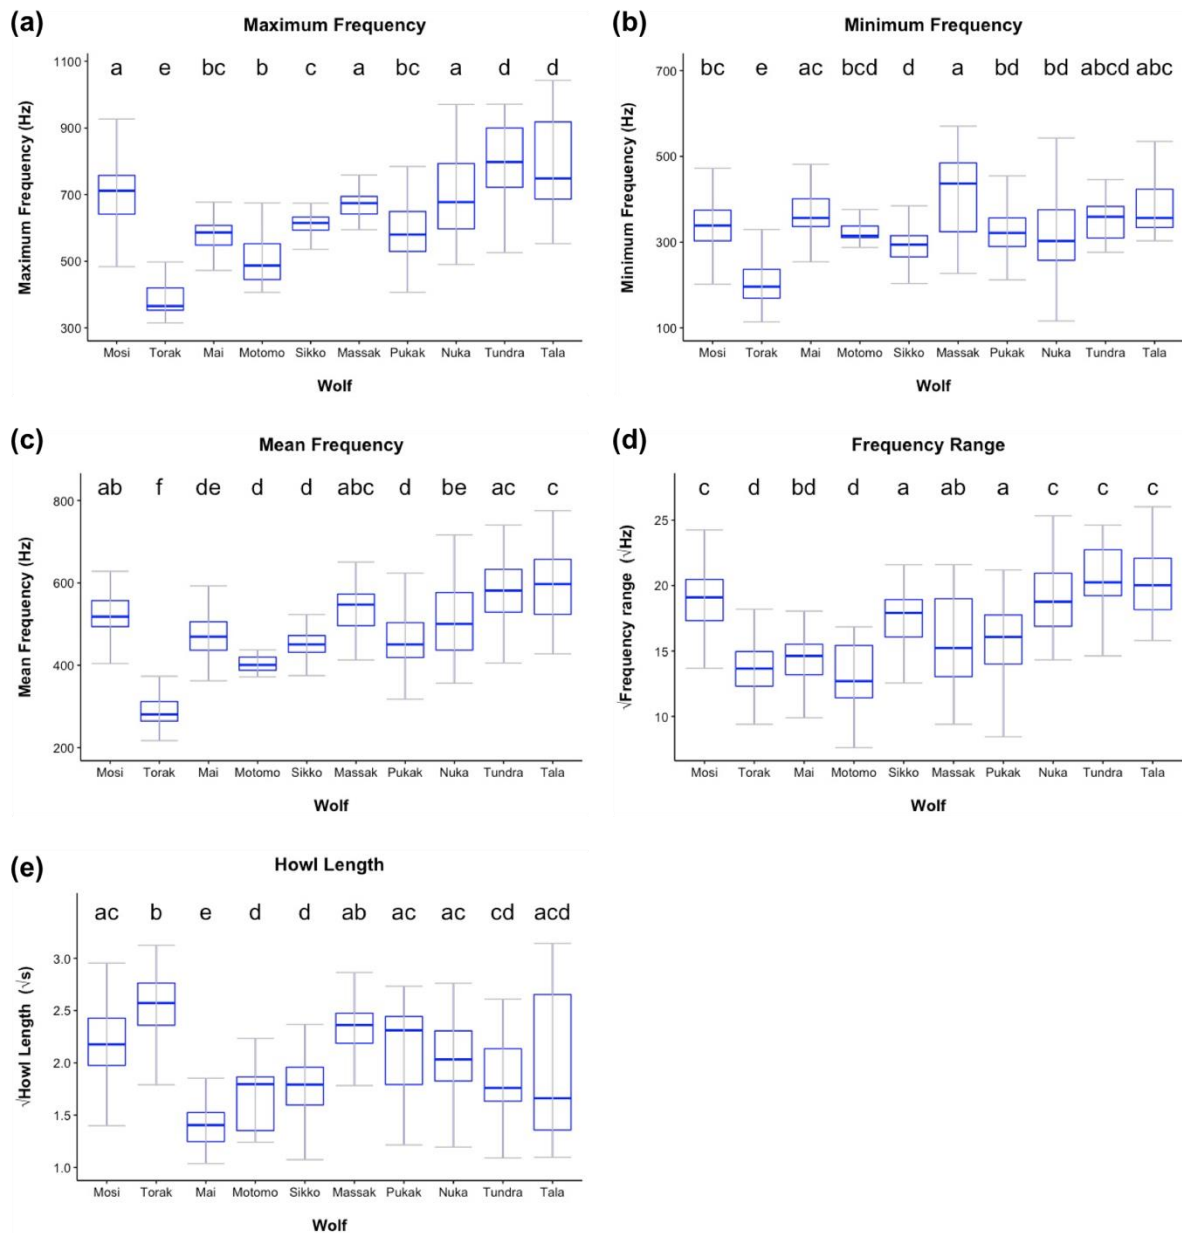 (a)
Maximum Frequency
1100
900
700
500
300
Maximum Frequency (Hz)
a e bc b c a bc a d d
Mosi Torak Mai Motomo Sikko Massak Pukak Nuka Tundra Tala
Wolf
(b)
Minimum Frequency
700
500
300
100
Minimum Frequency (Hz)
bc e ac bcd d a bd bd abcd abc
Mosi Torak Mai Motomo Sikko Massak Pukak Nuka Tundra Tala
Wolf
(c)
Mean Frequency
800
600
400
200
Mean Frequency (Hz)
ab f de d d abc d be ac c
Mosi Torak Mai Motomo Sikko Massak Pukak Nuka Tundra Tala
Wolf
(d)
Frequency Range
25
20
15
10
√Frequency range (√Hz)
c d bd d a ab a c c c
Mosi Torak Mai Motomo Sikko Massak Pukak Nuka Tundra Tala
Wolf
(e)
Howl Length
3.0
2.5
2.0
1.5
1.0
√Howl Length (√s)
ac b e d d ab ac ac cd acd
Mosi Torak Mai Motomo Sikko Massak Pukak Nuka Tundra Tala
Wolf